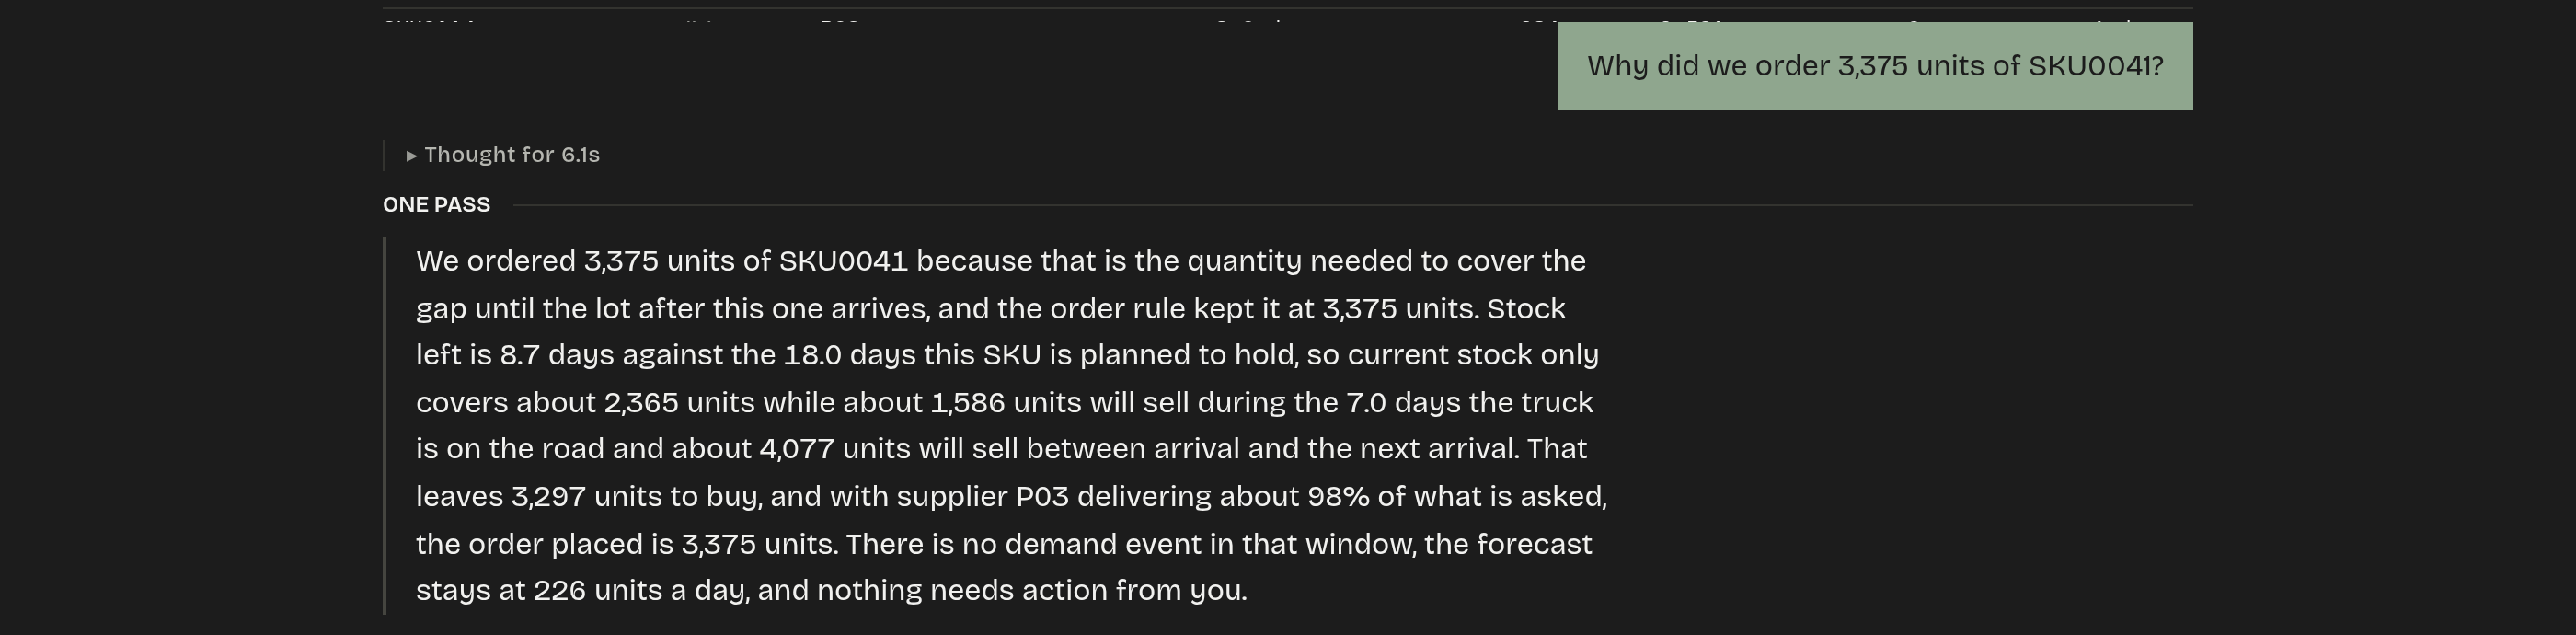 Why did we order 3,375 units of SKU0041?
▸ Thought for 6.1s
ONE PASS
We ordered 3,375 units of SKU0041 because that is the quantity needed to cover the
gap until the lot after this one arrives, and the order rule kept it at 3,375 units. Stock
left is 8.7 days against the 18.0 days this SKU is planned to hold, so current stock only
covers about 2,365 units while about 1,586 units will sell during the 7.0 days the truck
is on the road and about 4,077 units will sell between arrival and the next arrival. That
leaves 3,297 units to buy, and with supplier P03 delivering about 98% of what is asked,
the order placed is 3,375 units. There is no demand event in that window, the forecast
stays at 226 units a day, and nothing needs action from you.